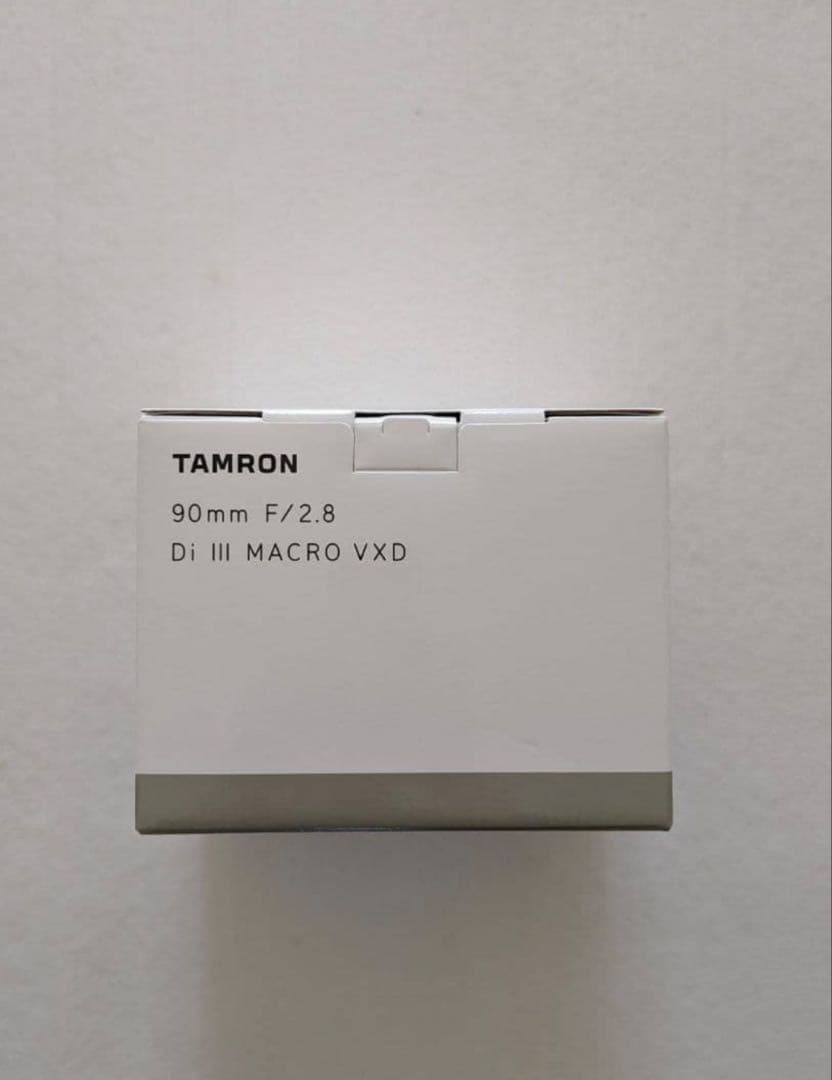 TAMRON
90mm F/2.8
Di III MACRO VXD